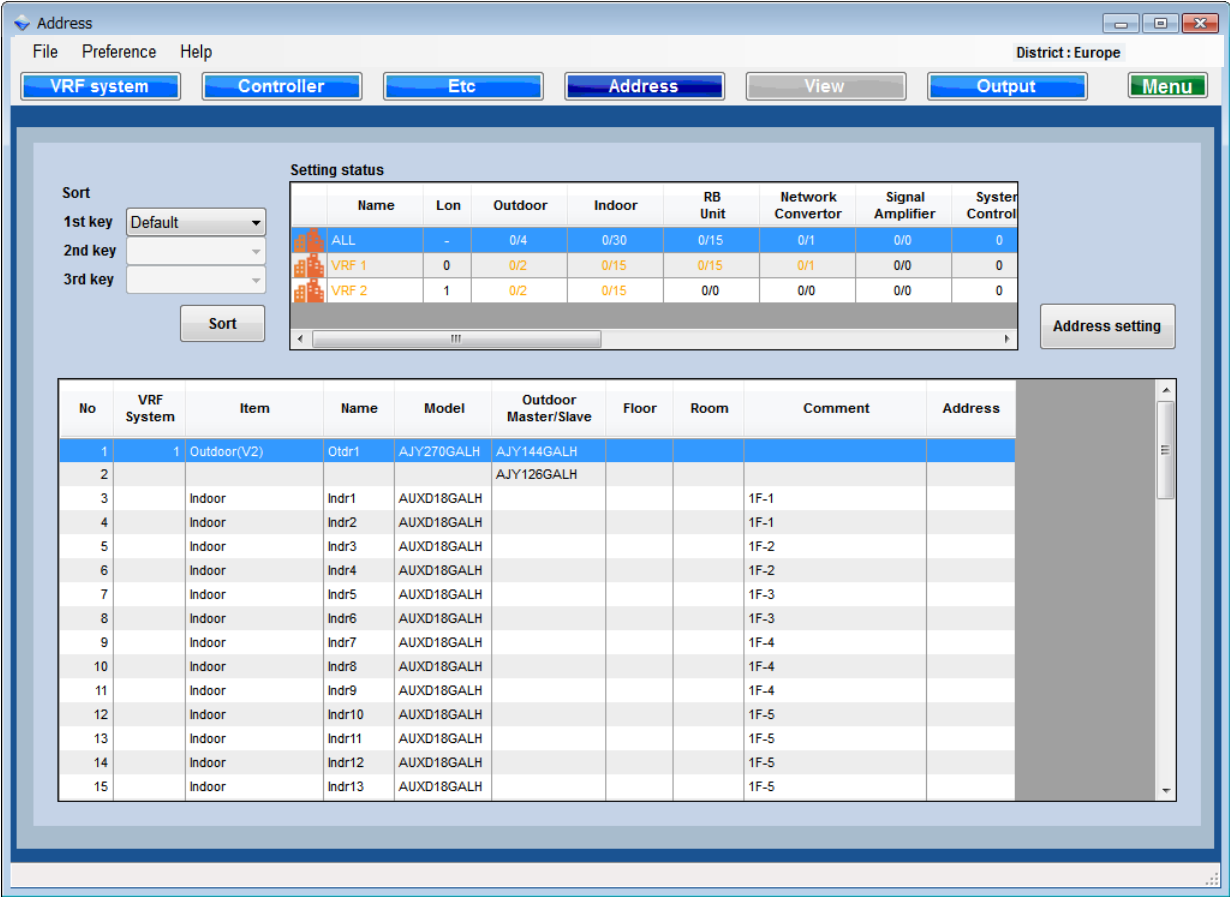 Address
File Preference Help District : Europe
VRF system Controller Etc Address View Output Menu
Setting status
Sort
1st key Default
2nd key
3rd key
Sort
Name Lon Outdoor Indoor RB Unit Network Convertor Signal Amplifier System Control
ALL - 0/4 0/30 0/15 0/1 0/0 0
VRF 1 0 0/2 0/15 0/15 0/1 0/0 0
VRF 2 1 0/2 0/15 0/0 0/0 0/0 0
Address setting
No VRF System Item Name Model Outdoor Master/Slave Floor Room Comment Address
1 1 Outdoor(V2) Otdr1 AJY270GALH AJY144GALH
2 AJY126GALH
3 Indoor Indr1 AUXD18GALH 1F-1
4 Indoor Indr2 AUXD18GALH 1F-1
5 Indoor Indr3 AUXD18GALH 1F-2
6 Indoor Indr4 AUXD18GALH 1F-2
7 Indoor Indr5 AUXD18GALH 1F-3
8 Indoor Indr6 AUXD18GALH 1F-3
9 Indoor Indr7 AUXD18GALH 1F-4
10 Indoor Indr8 AUXD18GALH 1F-4
11 Indoor Indr9 AUXD18GALH 1F-4
12 Indoor Indr10 AUXD18GALH 1F-5
13 Indoor Indr11 AUXD18GALH 1F-5
14 Indoor Indr12 AUXD18GALH 1F-5
15 Indoor Indr13 AUXD18GALH 1F-5